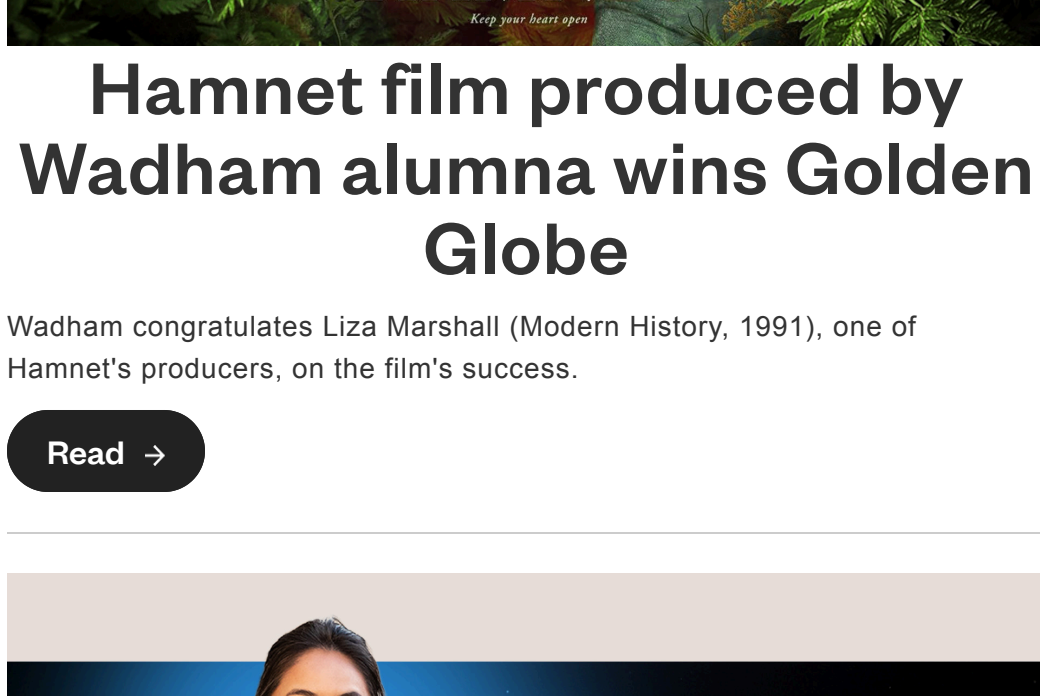 Keep your heart open
Hamnet film produced by
Wadham alumna wins Golden
Globe
Wadham congratulates Liza Marshall (Modern History, 1991), one of
Hamnet's producers, on the film's success.
Read →